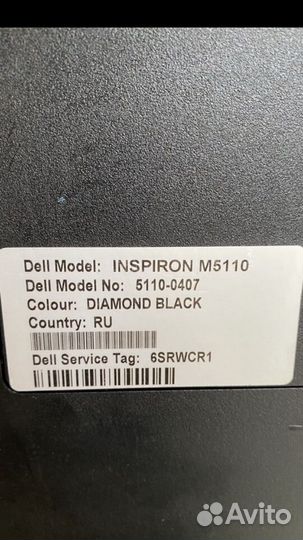 Dell Model: INSPIRON M5110
Dell Model No: 5110-0407
Colour: DIAMOND BLACK
Country: RU
Dell Service Tag: 6SRWCR1
Avito